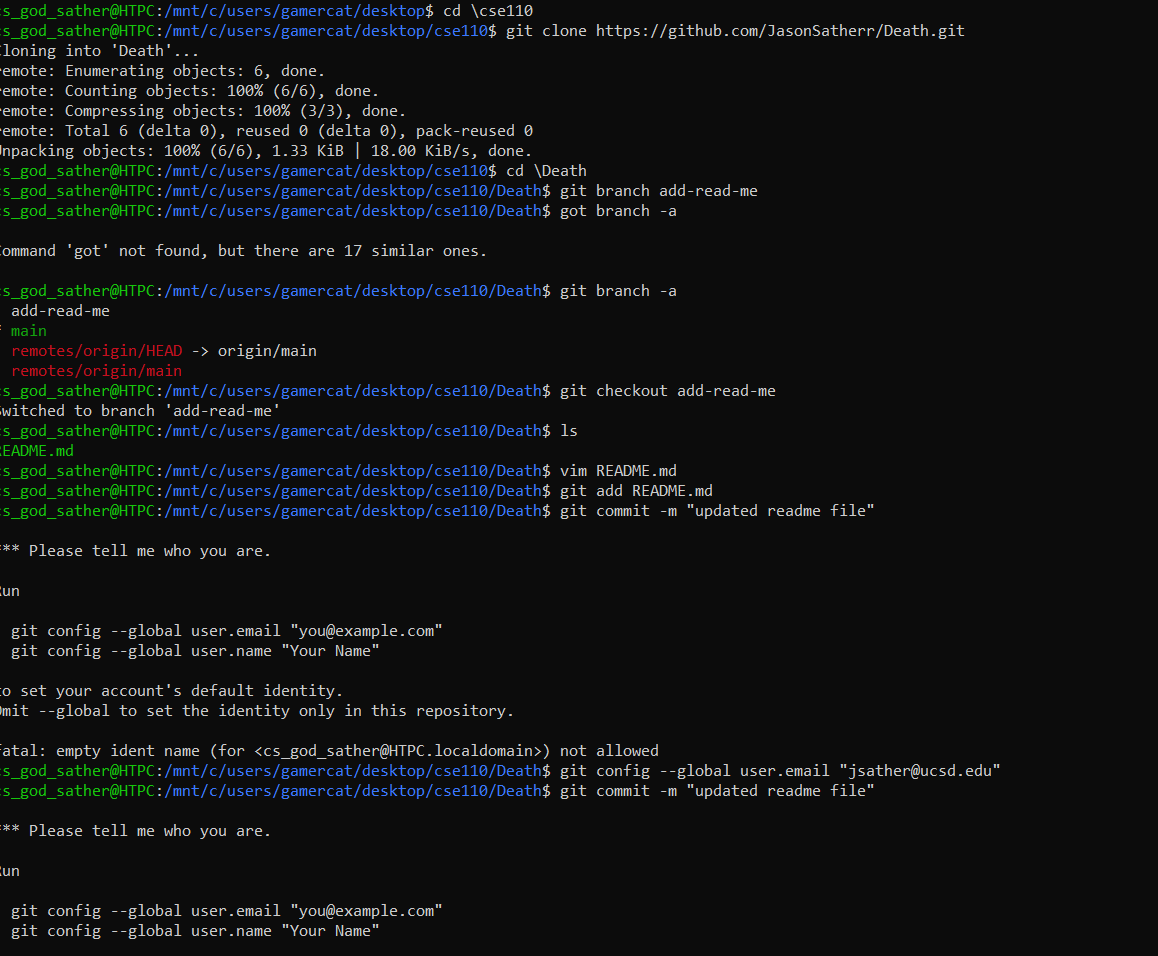 cs_god_sather@HTPC:/mnt/c/users/gamercat/desktop$ cd \cse110
cs_god_sather@HTPC:/mnt/c/users/gamercat/desktop/cse110$ git clone https://github.com/JasonSatherr/Death.git
Cloning into 'Death'...
remote: Enumerating objects: 6, done.
remote: Counting objects: 100% (6/6), done.
remote: Compressing objects: 100% (3/3), done.
remote: Total 6 (delta 0), reused 0 (delta 0), pack-reused 0
Unpacking objects: 100% (6/6), 1.33 KiB | 18.00 KiB/s, done.
cs_god_sather@HTPC:/mnt/c/users/gamercat/desktop/cse110$ cd \Death
cs_god_sather@HTPC:/mnt/c/users/gamercat/desktop/cse110/Death$ git branch add-read-me
cs_god_sather@HTPC:/mnt/c/users/gamercat/desktop/cse110/Death$ got branch -a
Command 'got' not found, but there are 17 similar ones.
cs_god_sather@HTPC:/mnt/c/users/gamercat/desktop/cse110/Death$ git branch -a
add-read-me
* main
remotes/origin/HEAD -> origin/main
remotes/origin/main
cs_god_sather@HTPC:/mnt/c/users/gamercat/desktop/cse110/Death$ git checkout add-read-me
Switched to branch 'add-read-me'
cs_god_sather@HTPC:/mnt/c/users/gamercat/desktop/cse110/Death$ ls
README.md
cs_god_sather@HTPC:/mnt/c/users/gamercat/desktop/cse110/Death$ vim README.md
cs_god_sather@HTPC:/mnt/c/users/gamercat/desktop/cse110/Death$ git add README.md
cs_god_sather@HTPC:/mnt/c/users/gamercat/desktop/cse110/Death$ git commit -m "updated readme file"
*** Please tell me who you are.
Run
git config --global user.email "you@example.com"
git config --global user.name "Your Name"
to set your account's default identity.
Omit --global to set the identity only in this repository.
fatal: empty ident name (for <cs_god_sather@HTPC.localdomain>) not allowed
cs_god_sather@HTPC:/mnt/c/users/gamercat/desktop/cse110/Death$ git config --global user.email "jsather@ucsd.edu"
cs_god_sather@HTPC:/mnt/c/users/gamercat/desktop/cse110/Death$ git commit -m "updated readme file"
*** Please tell me who you are.
Run
git config --global user.email "you@example.com"
git config --global user.name "Your Name"